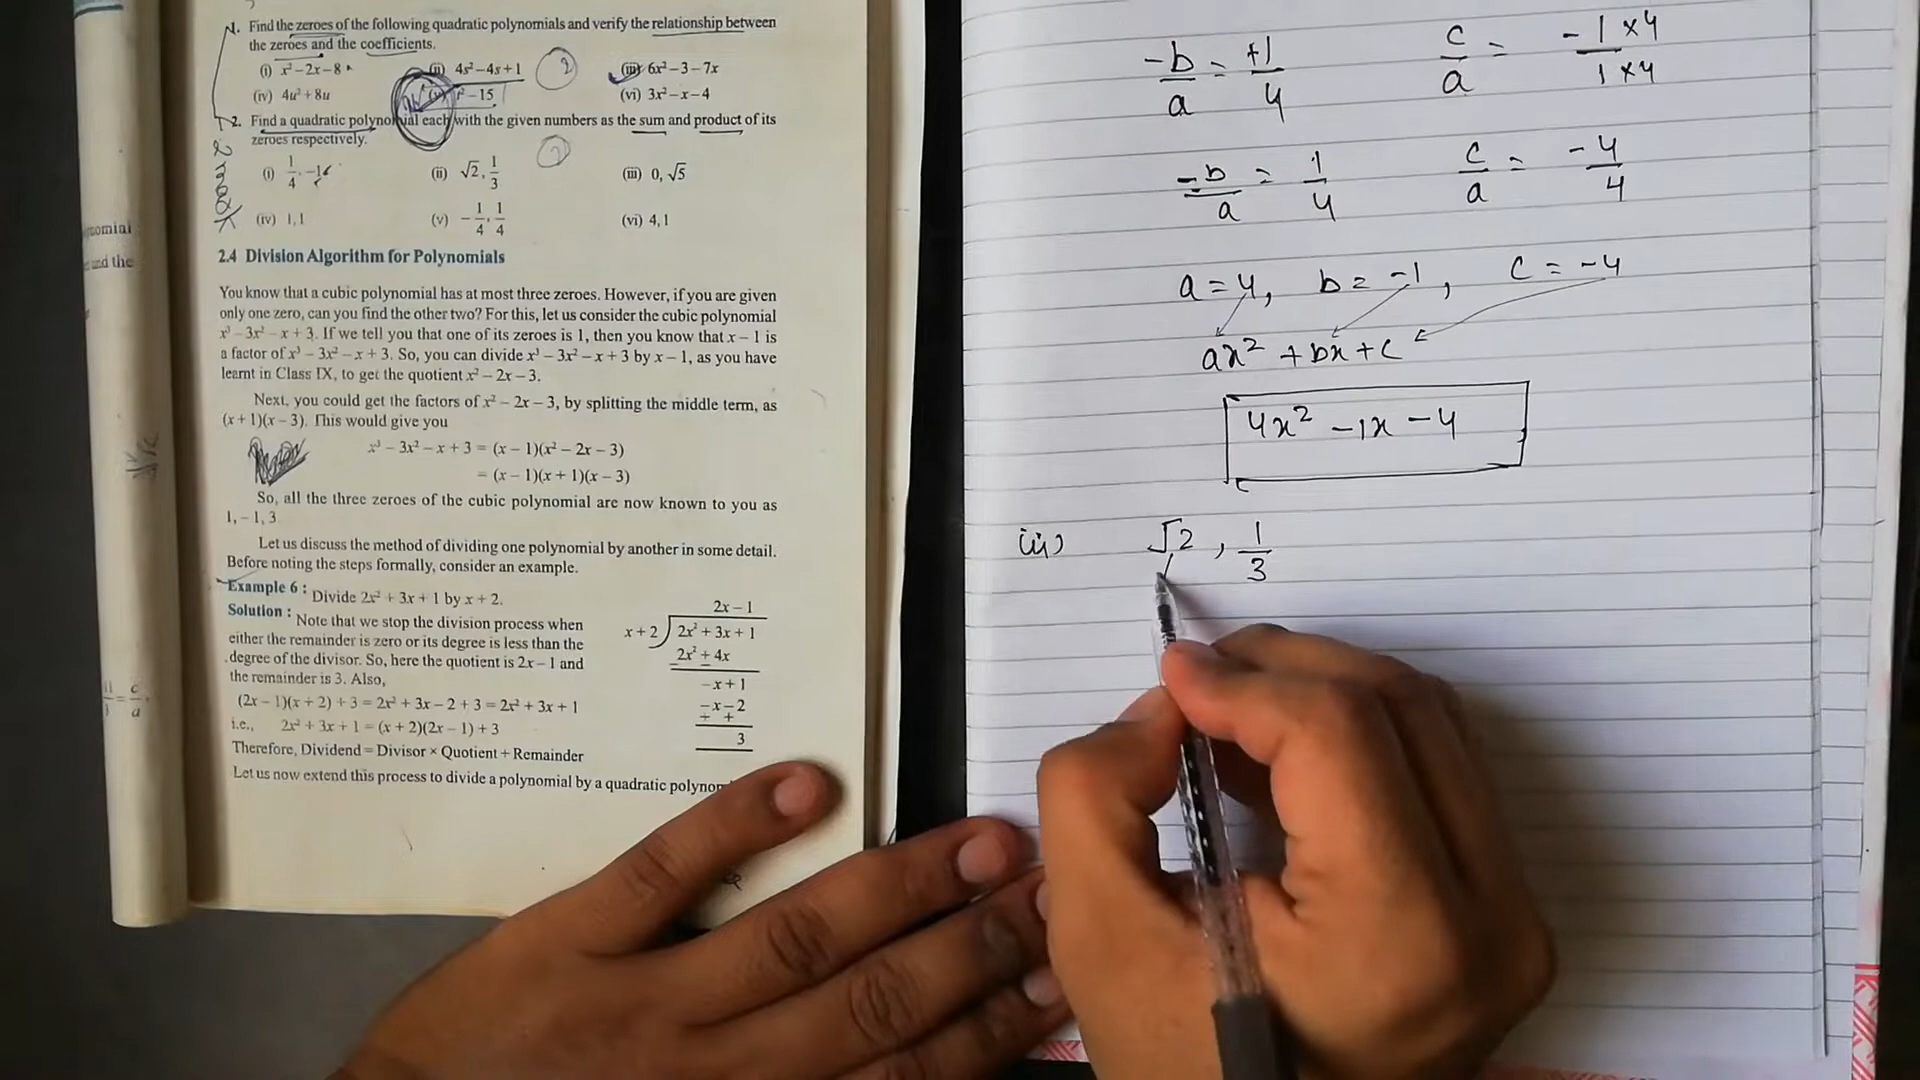 1. Find the zeroes of the following quadratic polynomials and verify the relationship between
the zeroes and the coefficients.
(i) x² – 2x – 8 (ii) 4s² – 4s + 1 2 (iii) 6x² – 3 – 7x
(iv) 4u² + 8u (v) t² – 15 (vi) 3x² – x – 4
2. Find a quadratic polynomial each with the given numbers as the sum and product of its
zeroes respectively.
(i) 1/4, –1 (ii) √2, 1/3 (iii) 0, √5
(iv) 1, 1 (v) –1/4, 1/4 (vi) 4, 1
2.4 Division Algorithm for Polynomials
You know that a cubic polynomial has at most three zeroes. However, if you are given
only one zero, can you find the other two? For this, let us consider the cubic polynomial
x³ – 3x² – x + 3. If we tell you that one of its zeroes is 1, then you know that x – 1 is
a factor of x³ – 3x² – x + 3. So, you can divide x³ – 3x² – x + 3 by x – 1, as you have
learnt in Class IX, to get the quotient x² – 2x – 3.
Next, you could get the factors of x² – 2x – 3, by splitting the middle term, as
(x + 1)(x – 3). This would give you
x³ – 3x² – x + 3 = (x – 1)(x² – 2x – 3)
= (x – 1)(x + 1)(x – 3)
So, all the three zeroes of the cubic polynomial are now known to you as
1, – 1, 3.
Let us discuss the method of dividing one polynomial by another in some detail.
Before noting the steps formally, consider an example.
Example 6 : Divide 2x² + 3x + 1 by x + 2.
Solution : Note that we stop the division process when
either the remainder is zero or its degree is less than the
degree of the divisor. So, here the quotient is 2x – 1 and
the remainder is 3. Also,
(2x – 1)(x + 2) + 3 = 2x² + 3x – 2 + 3 = 2x² + 3x + 1
i.e., 2x² + 3x + 1 = (x + 2)(2x – 1) + 3
Therefore, Dividend = Divisor × Quotient + Remainder
2x – 1
x + 2 ) 2x² + 3x + 1
2x² + 4x
– –
– x + 1
– x – 2
+ +
3
Let us now extend this process to divide a polynomial by a quadratic
and the
c/a
-b/a = +1/4 c/a = -1×4/1×4
-b/a = 1/4 c/a = -4/4
a = 4, b = -1, c = -4
ax² + bx + c
4x² - 1x - 4
(ii) √2, 1/3